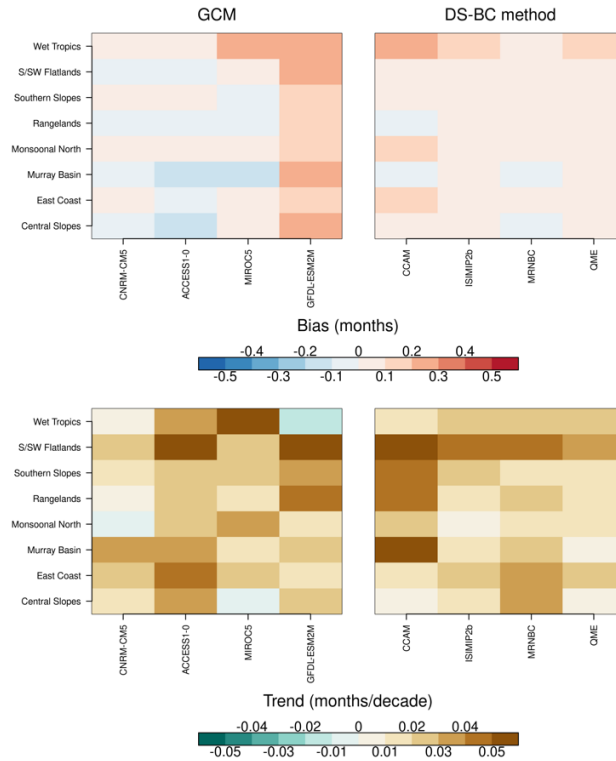 GCM
DS-BC method
Wet Tropics
S/SW Flatlands
Southern Slopes
Rangelands
Monsoonal North
Murray Basin
East Coast
Central Slopes
CNRM-CM5
ACCESS1-0
MIROC5
GFDL-ESM2M
CCAM
ISIMIP2b
MRNBC
QME
Bias (months)
-0.4 -0.2 0 0.2 0.4
-0.5 -0.3 -0.1 0.1 0.3 0.5
Wet Tropics
S/SW Flatlands
Southern Slopes
Rangelands
Monsoonal North
Murray Basin
East Coast
Central Slopes
CNRM-CM5
ACCESS1-0
MIROC5
GFDL-ESM2M
CCAM
ISIMIP2b
MRNBC
QME
Trend (months/decade)
-0.04 -0.02 0 0.02 0.04
-0.05 -0.03 -0.01 0.01 0.03 0.05